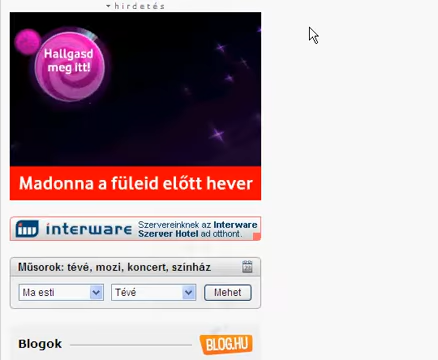 hirdetés
Hallgasd
meg Itt!
Madonna a füleid előtt hever
interware
Szervereinknek az Interware
Szerver Hotel ad otthont.
Műsorok: tévé, mozi, koncert, színház
Ma esti Tévé Mehet
Blogok BLOG.HU